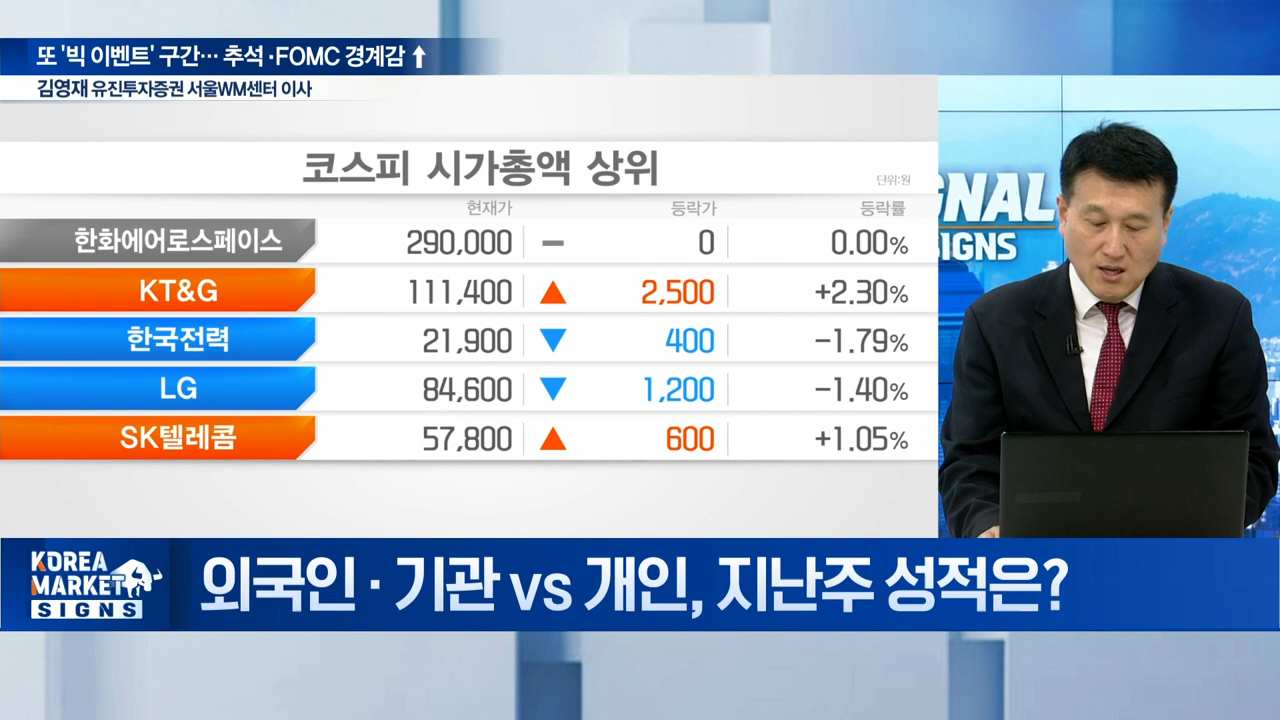 또 '빅 이벤트' 구간… 추석·FOMC 경계감 ↑
김영재 유진투자증권 서울WM센터 이사
코스피 시가총액 상위
단위:원
현재가 등락가 등락률
한화에어로스페이스 290,000 － 0 0.00%
KT&G 111,400 ▲ 2,500 +2.30%
한국전력 21,900 ▼ 400 -1.79%
LG 84,600 ▼ 1,200 -1.40%
SK텔레콤 57,800 ▲ 600 +1.05%
GNAL
SIGNS
KOREA
MARKET
SIGNS
외국인·기관 vs 개인, 지난주 성적은?